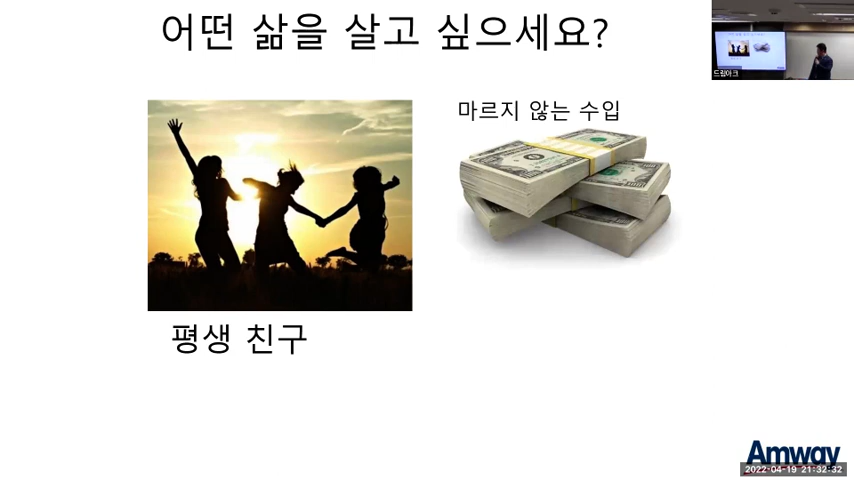 어떤 삶을 살고 싶으세요?
드림아크
마르지 않는 수입
평생 친구
Amway
2022-04-19 21:32:32